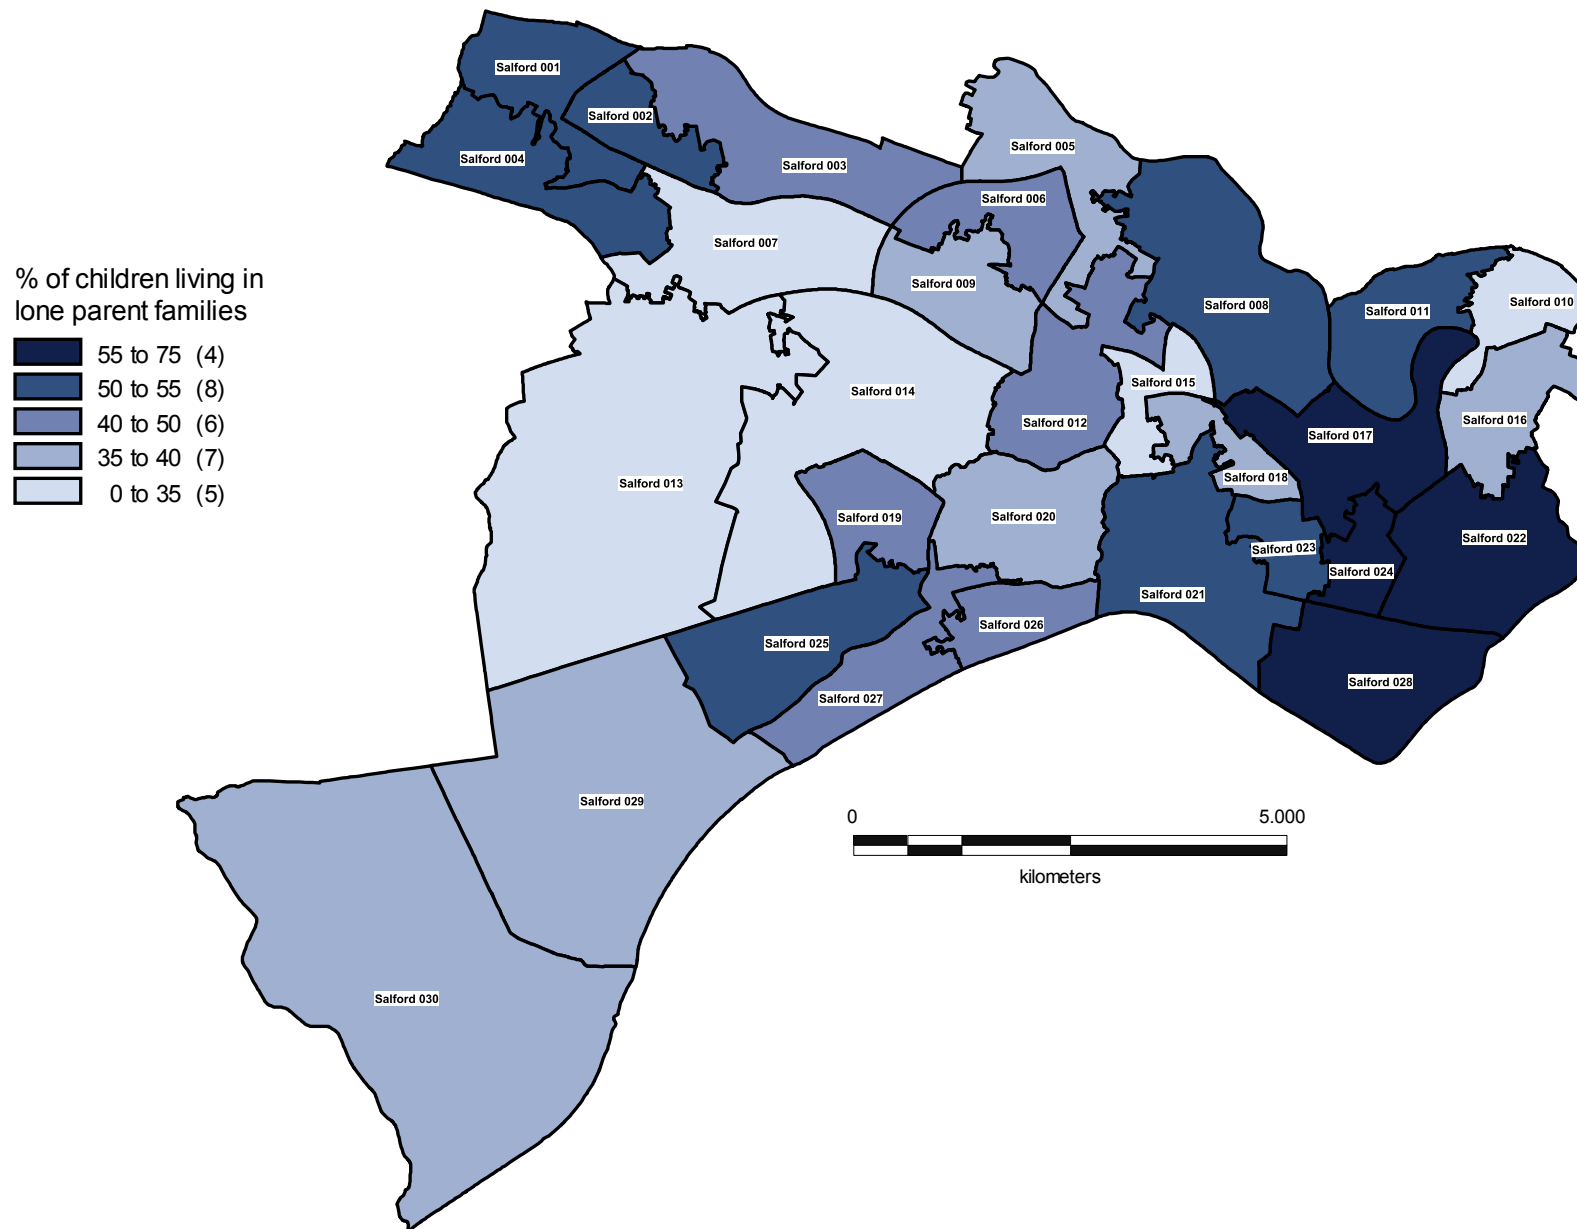 Salford 001
Salford 002
Salford 005
Salford 004
Salford 003
Salford 006
Salford 007
% of children living in
lone parent families
55 to 75 (4)
50 to 55 (8)
40 to 50 (6)
35 to 40 (7)
0 to 35 (5)
Salford 009
Salford 008
Salford 011
Salford 010
Salford 015
Salford 014
Salford 012
Salford 017
Salford 016
Salford 013
Salford 018
Salford 019
Salford 020
Salford 022
Salford 023
Salford 024
Salford 021
Salford 026
Salford 025
Salford 027
Salford 028
Salford 029
0 5.000
kilometers
Salford 030